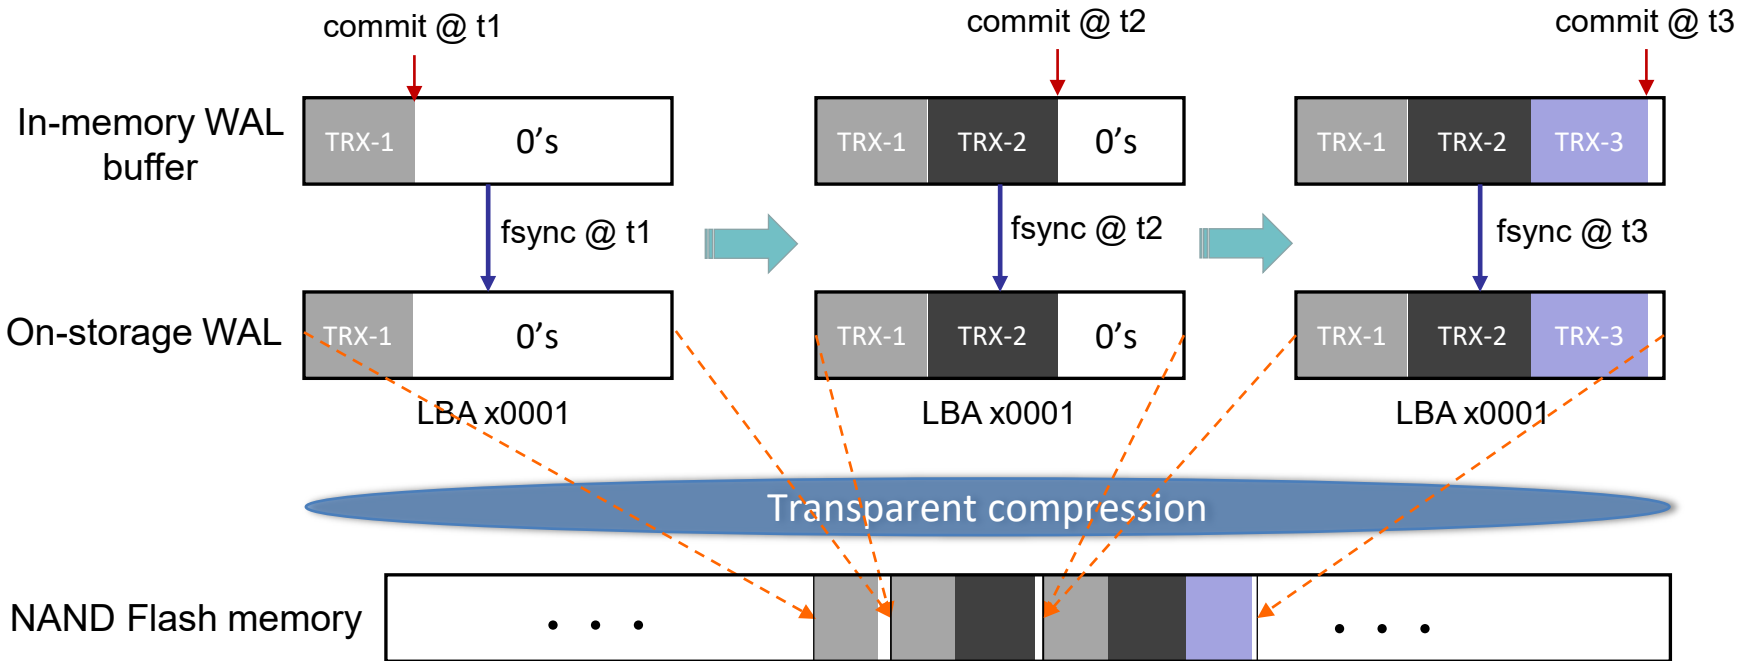 commit @ t1
commit @ t2
commit @ t3
In-memory WAL
buffer
TRX-1
0's
TRX-1
TRX-2
0's
TRX-1
TRX-2
TRX-3
fsync @ t1
fsync @ t2
fsync @ t3
On-storage WAL
TRX-1
0's
TRX-1
TRX-2
0's
TRX-1
TRX-2
TRX-3
LBA x0001
LBA x0001
LBA x0001
Transparent compression
NAND Flash memory
. . .
. . .